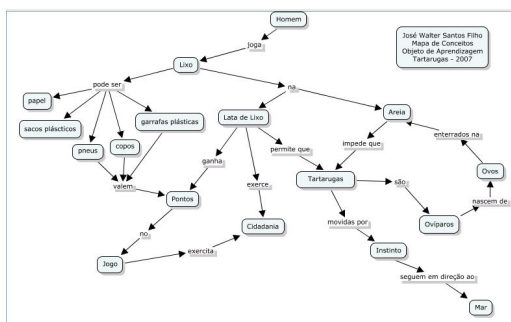 Homem
José Walter Santos Filho
Mapa de Conceitos
Objeto de Aprendizagem
Tartarugas - 2007
joga
Lixo
pode ser
na
papel
sacos pláscticos
pneus
copos
garrafas plásticas
Lata de Lixo
Areia
valem
ganha
exerce
permite que
impede que
enterrados na
Pontos
Tartarugas
são
Ovos
nascem de
no
Cidadania
movidas por
Ovíparos
Jogo
exercita
Instinto
seguem em direção ao
Mar